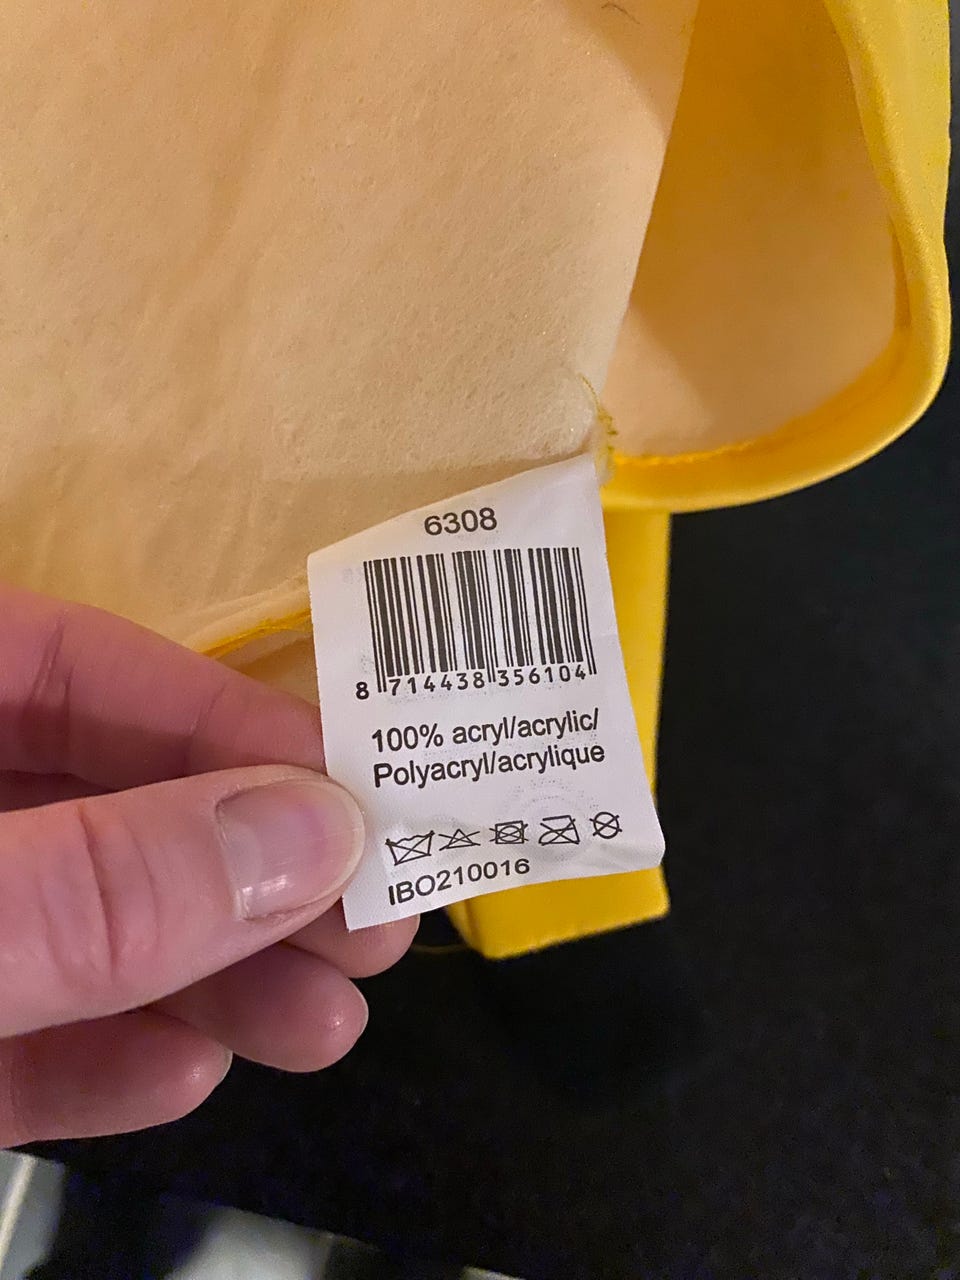 6308
8 714438 356104
100% acryl/acrylic/
Polyacryl/acrylique
IBO210016